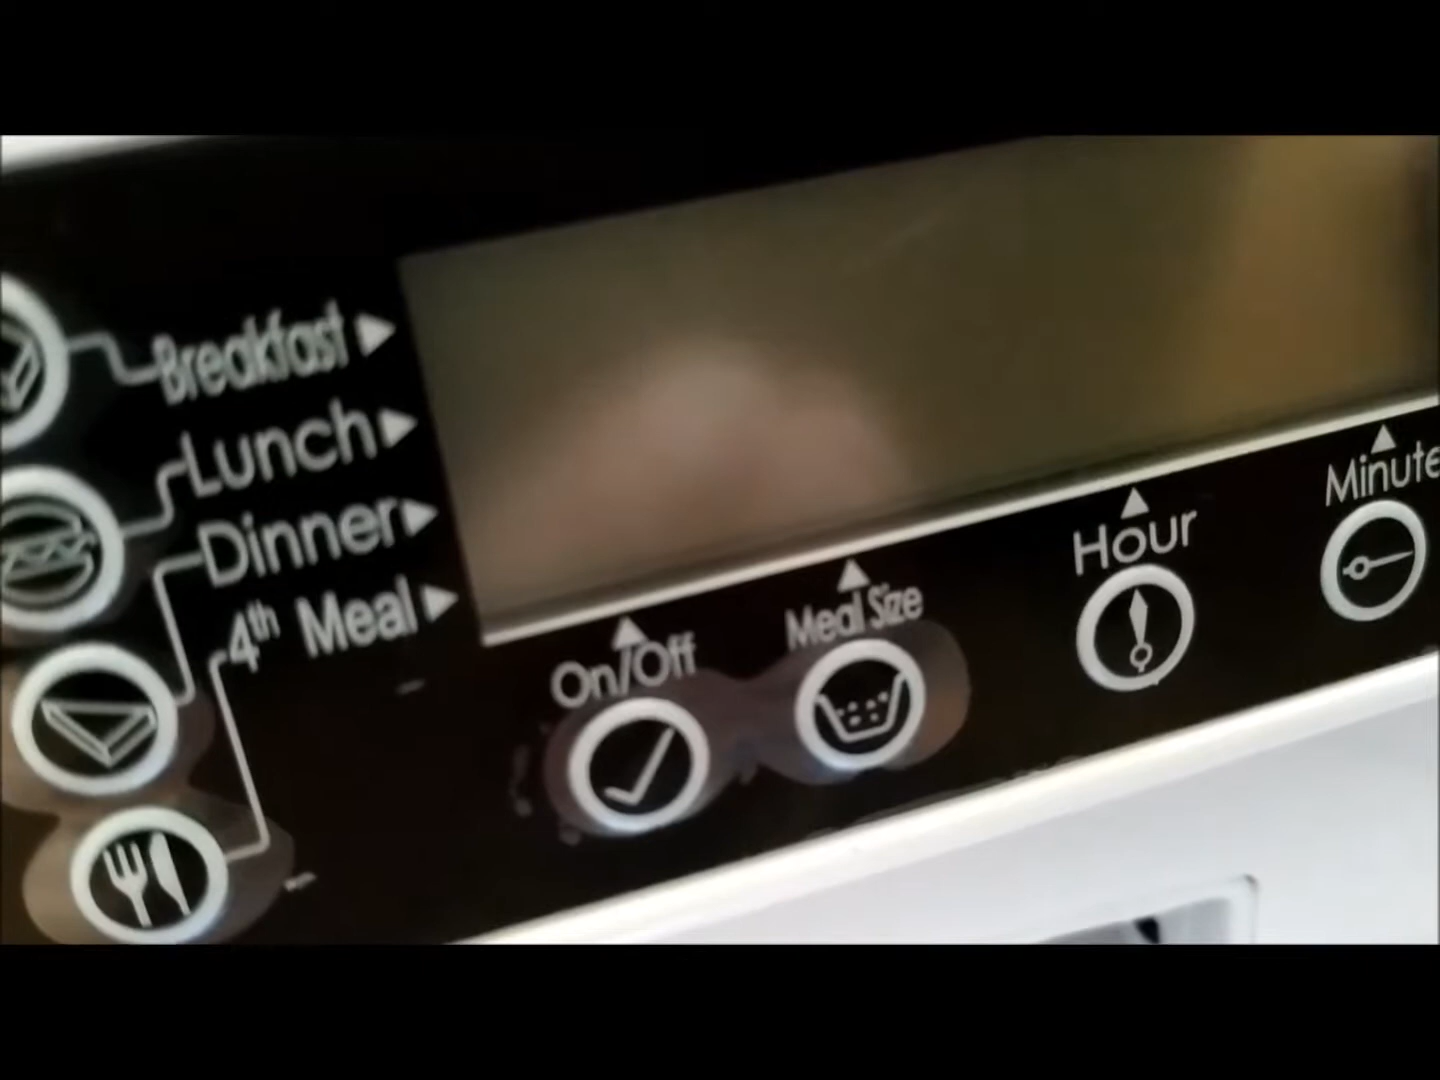 Breakfast
Lunch
Dinner
4th Meal
On/Off
Meal Size
Hour
Minute